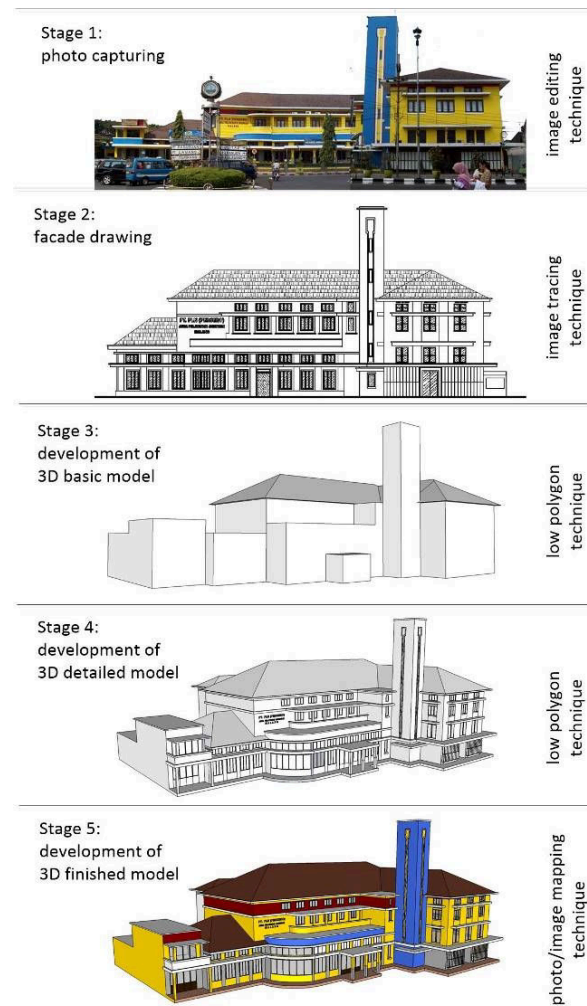 Stage 1:
photo capturing
image editing
technique
Stage 2:
facade drawing
image tracing
technique
Stage 3:
development of
3D basic model
low polygon
technique
Stage 4:
development of
3D detailed model
low polygon
technique
Stage 5:
development of
3D finished model
photo/image mapping
technique